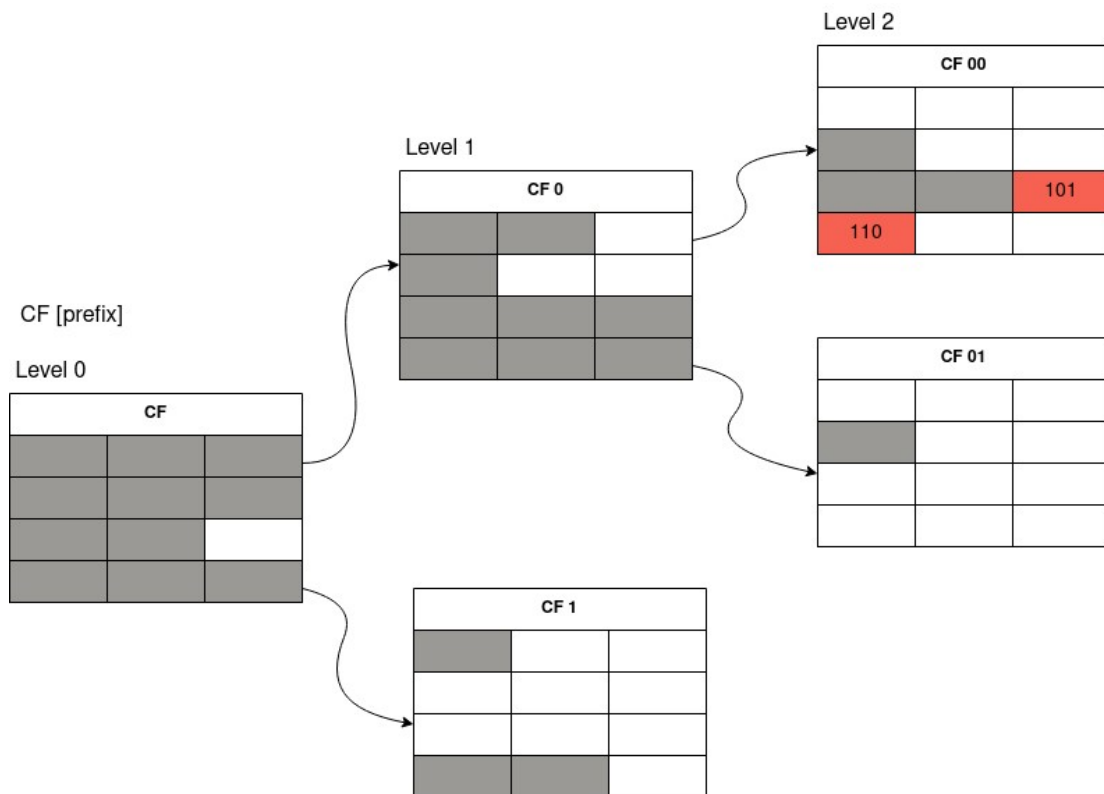 Level 2
CF 00
101
110
Level 1
CF 0
CF [prefix]
Level 0
CF
CF 01
CF 1